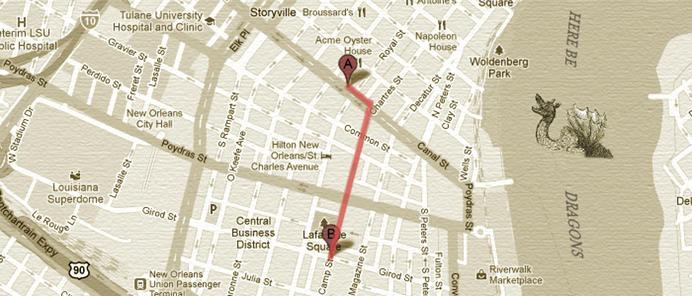 Tulane University
Hospital and Clinic
Storyville
Broussard's
Antoine's
Square
H
Interim LSU
Public Hospital
10
Elk Pl
Acme Oyster
House
Royal St
Napoleon
House
Woldenberg
Park
HERE BE
Gravier St
Perdido St
Poydras St
Freret St
Lasalle St
A
Chartres St
Decatur St
N Peters St
Clay St
New Orleans
City Hall
S Rampart St
O Keefe Ave
Common St
Canal St
Wells St
W Stadium Dr
Poydras St
Hilton New
Orleans/St.
Charles Avenue
Louisiana
Superdome
Lasalle St
Le Rouge Ln
Girod St
P
Central
Business
District
B
Lafayette
Square
S Peters St
Poydras St
Girod St
DRAGONS
Pontchartrain Expy
90
New Orleans
Union Passenger
Terminal
Julia St
Camp St
Magazine St
S Peters St
Fulton St
Riverwalk
Marketplace